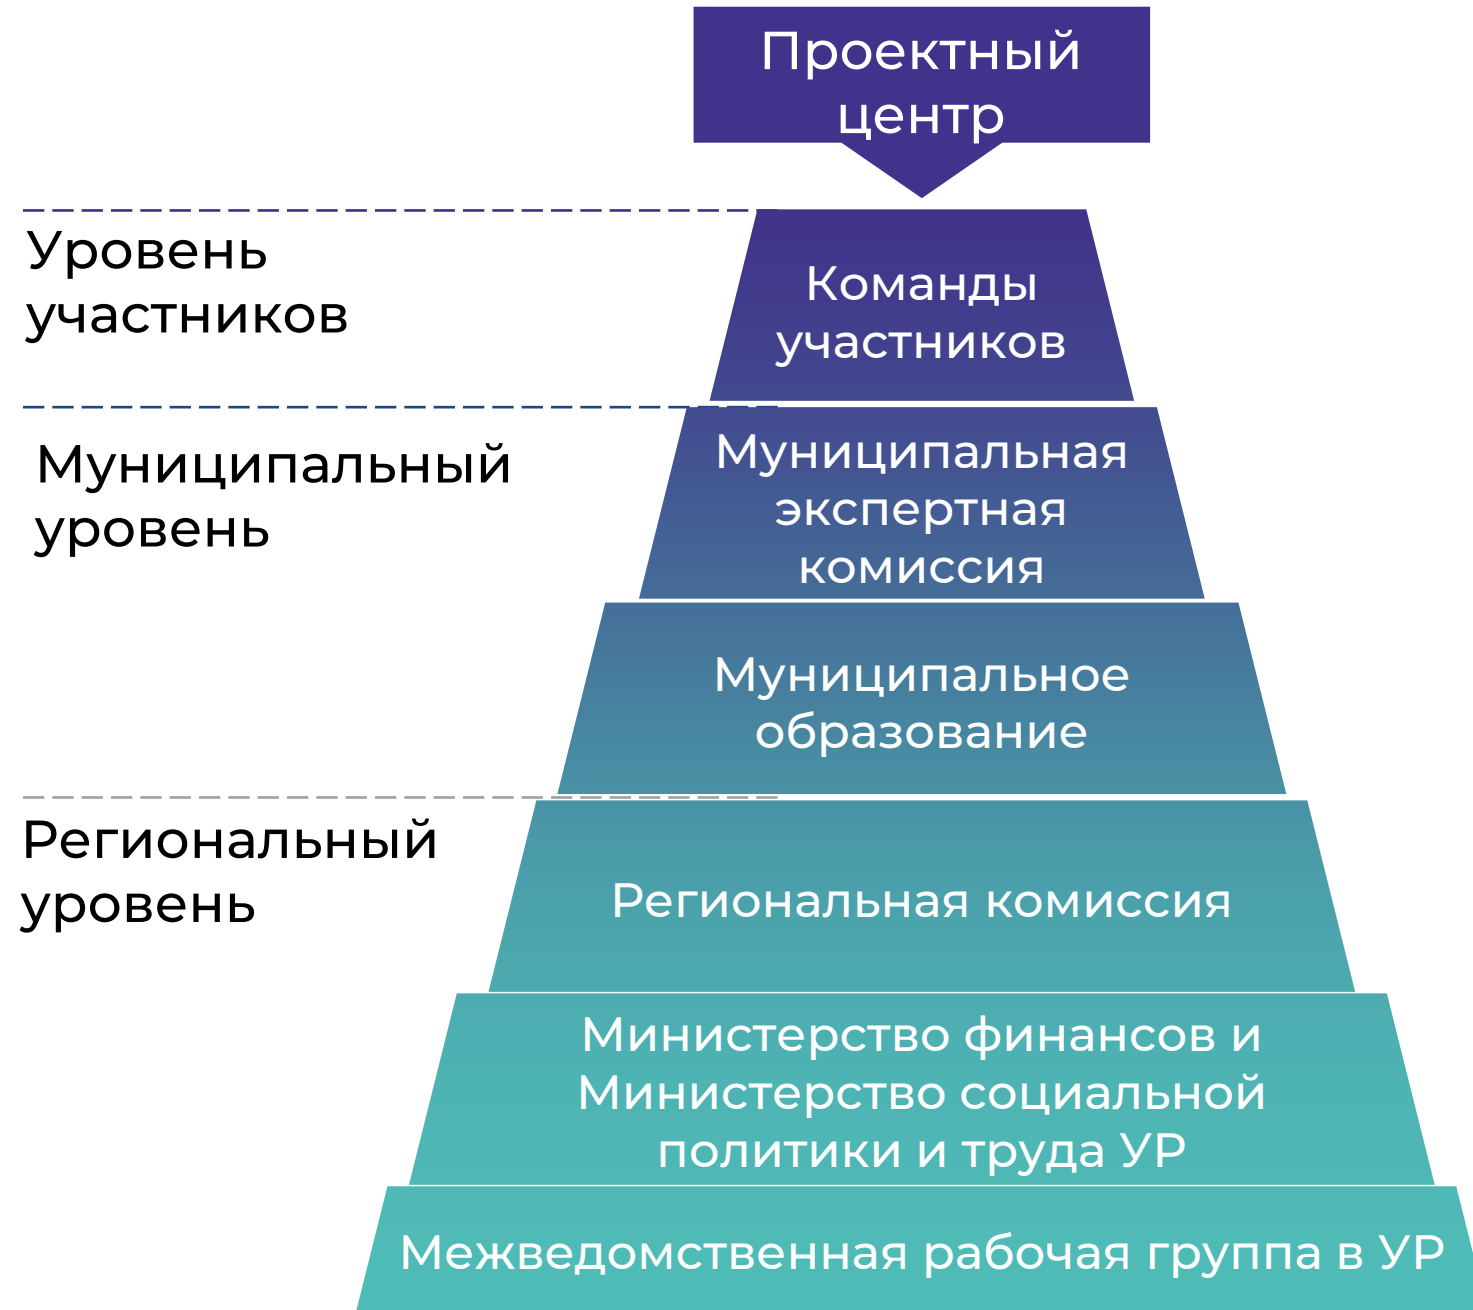 Проектный
центр
Уровень
участников
Команды
участников
Муниципальный
уровень
Муниципальная
экспертная
комиссия
Муниципальное
образование
Региональный
уровень
Региональная комиссия
Министерство финансов и
Министерство социальной
политики и труда УР
Межведомственная рабочая группа в УР